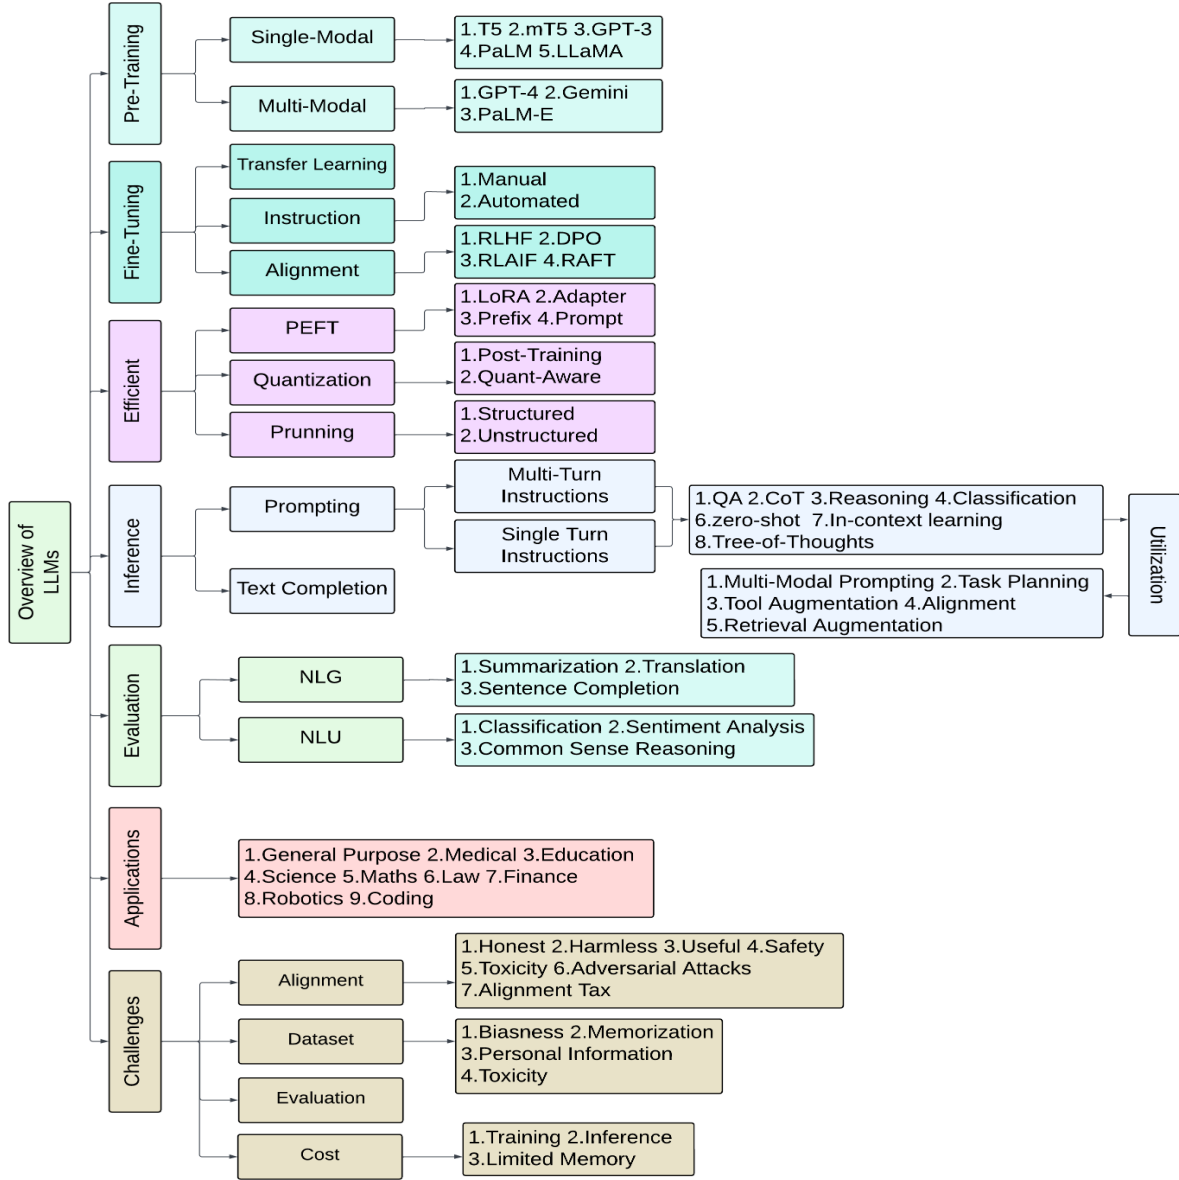 Overview of
LLMs
Pre-Training
Single-Modal
1.T5 2.mT5 3.GPT-3
4.PaLM 5.LLaMA
Multi-Modal
1.GPT-4 2.Gemini
3.PaLM-E
Fine-Tuning
Transfer Learning
Instruction
1.Manual
2.Automated
Alignment
1.RLHF 2.DPO
3.RLAIF 4.RAFT
Efficient
PEFT
1.LoRA 2.Adapter
3.Prefix 4.Prompt
Quantization
1.Post-Training
2.Quant-Aware
Prunning
1.Structured
2.Unstructured
Inference
Prompting
Multi-Turn
Instructions
Single Turn
Instructions
1.QA 2.CoT 3.Reasoning 4.Classification
6.zero-shot 7.In-context learning
8.Tree-of-Thoughts
Utilization
1.Multi-Modal Prompting 2.Task Planning
3.Tool Augmentation 4.Alignment
5.Retrieval Augmentation
Text Completion
Evaluation
NLG
1.Summarization 2.Translation
3.Sentence Completion
NLU
1.Classification 2.Sentiment Analysis
3.Common Sense Reasoning
Applications
1.General Purpose 2.Medical 3.Education
4.Science 5.Maths 6.Law 7.Finance
8.Robotics 9.Coding
Challenges
Alignment
1.Honest 2.Harmless 3.Useful 4.Safety
5.Toxicity 6.Adversarial Attacks
7.Alignment Tax
Dataset
1.Biasness 2.Memorization
3.Personal Information
4.Toxicity
Evaluation
Cost
1.Training 2.Inference
3.Limited Memory